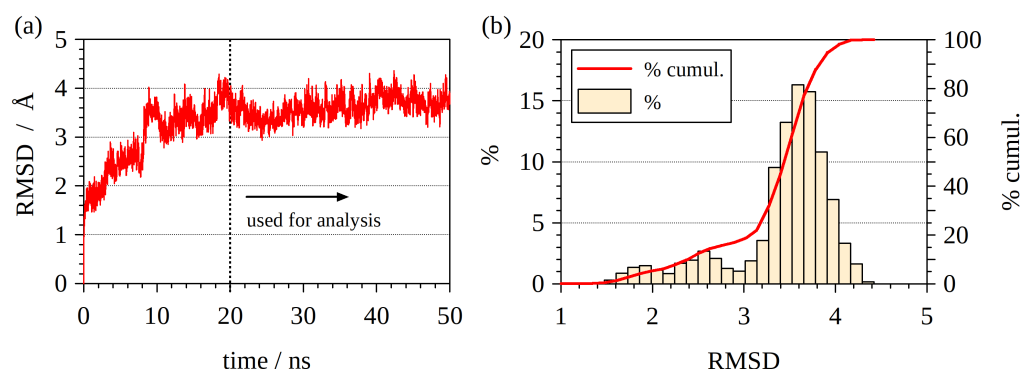 (a)
RMSD / Å
5
4
3
2
1
0
0 10 20 30 40 50
time / ns
used for analysis
(b)
%
20
15
10
5
0
% cumul.
%
1 2 3 4 5
RMSD
100
80
60
40
20
0
% cumul.